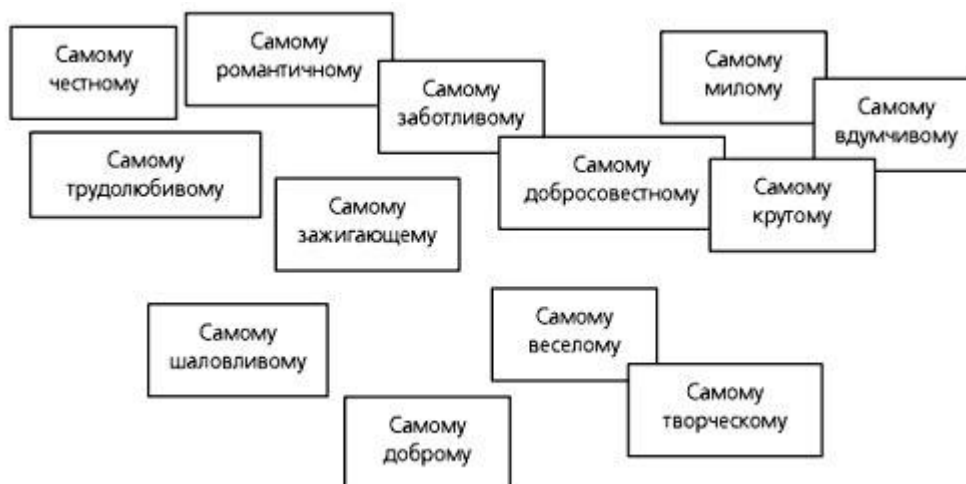 Самому
честному
Самому
романтичному
Самому
заботливому
Самому
милому
Самому
вдумчивому
Самому
трудолюбивому
Самому
добросовестному
Самому
крутому
Самому
зажигающему
Самому
шаловливому
Самому
веселому
Самому
творческому
Самому
доброму